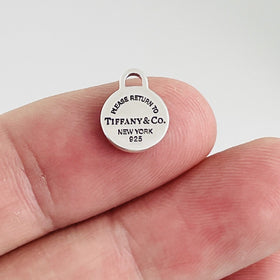 PLEASE RETURN TO
TIFFANY & CO.
NEW YORK
925